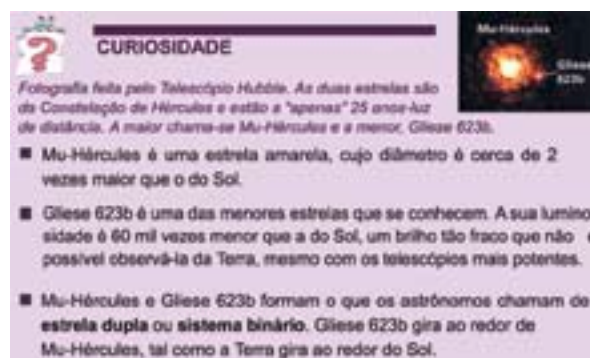 CURIOSIDADE
Mu-Hércules
Gliese
623b
Fotografia feita pelo Telescópio Hubble. As duas estrelas são
da Constelação de Hércules e estão a "apenas" 25 anos-luz
de distância. A maior chama-se Mu-Hércules e a menor, Gliese 623b.
■ Mu-Hércules é uma estrela amarela, cujo diâmetro é cerca de 2
vezes maior que o do Sol.
■ Gliese 623b é uma das menores estrelas que se conhecem. A sua lumino
sidade é 60 mil vezes menor que a do Sol, um brilho tão fraco que não é
possível observá-la da Terra, mesmo com os telescópios mais potentes.
■ Mu-Hércules e Gliese 623b formam o que os astrônomos chamam de
estrela dupla ou sistema binário. Gliese 623b gira ao redor de
Mu-Hércules, tal como a Terra gira ao redor do Sol.